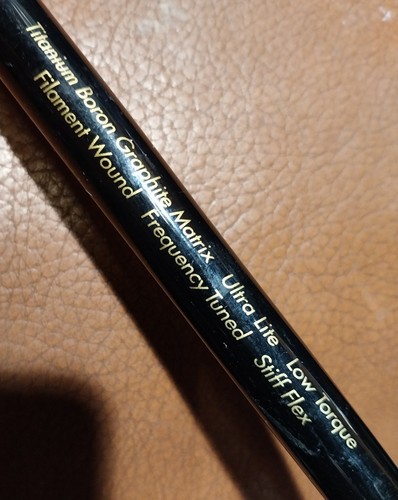 Titanium Boron Graphite Matrix Ultra Lite Low Torque
Filament Wound Frequency Tuned Stiff Flex